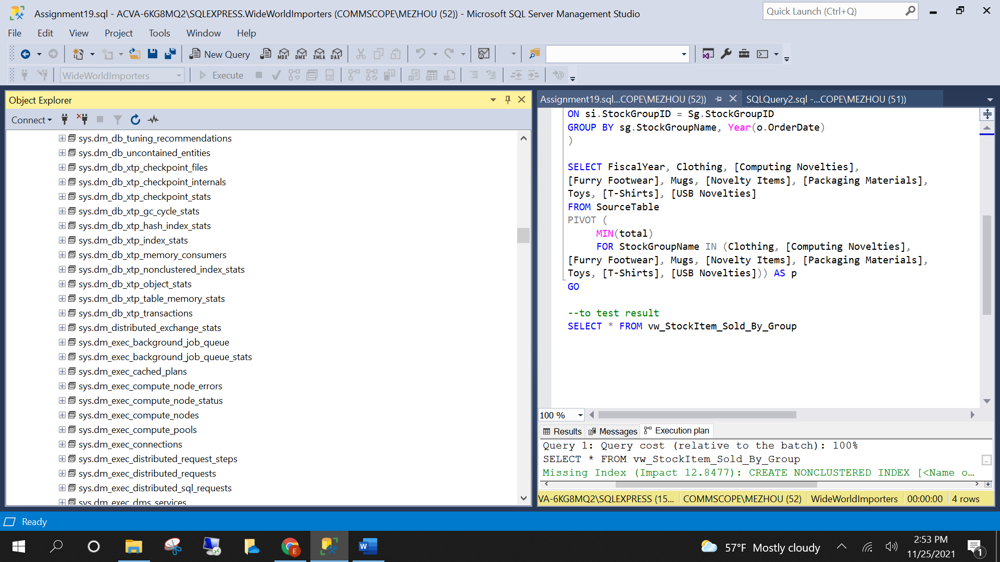 Assignment19.sql - ACVA-6KG8MQ2\SQLEXPRESS.WideWorldImporters (COMMSCOPE\MEZHOU (52)) - Microsoft SQL Server Management Studio
Quick Launch (Ctrl+Q)
File Edit View Project Tools Window Help
New Query MDX DMX XMLA DAX
WideWorldImporters Execute
Object Explorer
Connect
sys.dm_db_tuning_recommendations
sys.dm_db_uncontained_entities
sys.dm_db_xtp_checkpoint_files
sys.dm_db_xtp_checkpoint_internals
sys.dm_db_xtp_checkpoint_stats
sys.dm_db_xtp_gc_cycle_stats
sys.dm_db_xtp_hash_index_stats
sys.dm_db_xtp_index_stats
sys.dm_db_xtp_memory_consumers
sys.dm_db_xtp_nonclustered_index_stats
sys.dm_db_xtp_object_stats
sys.dm_db_xtp_table_memory_stats
sys.dm_db_xtp_transactions
sys.dm_distributed_exchange_stats
sys.dm_exec_background_job_queue
sys.dm_exec_background_job_queue_stats
sys.dm_exec_cached_plans
sys.dm_exec_compute_node_errors
sys.dm_exec_compute_node_status
sys.dm_exec_compute_nodes
sys.dm_exec_compute_pools
sys.dm_exec_connections
sys.dm_exec_distributed_request_steps
sys.dm_exec_distributed_requests
sys.dm_exec_distributed_sql_requests
sys.dm_exec_dms_services
Assignment19.sql...COPE\MEZHOU (52)) SQLQuery2.sql -...COPE\MEZHOU (51))
ON si.StockGroupID = Sg.StockGroupID
GROUP BY sg.StockGroupName, Year(o.OrderDate)
)
SELECT FiscalYear, Clothing, [Computing Novelties],
[Furry Footwear], Mugs, [Novelty Items], [Packaging Materials],
Toys, [T-Shirts], [USB Novelties]
FROM SourceTable
PIVOT (
MIN(total)
FOR StockGroupName IN (Clothing, [Computing Novelties],
[Furry Footwear], Mugs, [Novelty Items], [Packaging Materials],
Toys, [T-Shirts], [USB Novelties])) AS p
GO
--to test result
SELECT * FROM vw_StockItem_Sold_By_Group
100 %
Results Messages Execution plan
Query 1: Query cost (relative to the batch): 100%
SELECT * FROM vw_StockItem_Sold_By_Group
Missing Index (Impact 12.8477): CREATE NONCLUSTERED INDEX [<Name o...
VA-6KG8MQ2\SQLEXPRESS (15... COMMSCOPE\MEZHOU (52) WideWorldImporters 00:00:00 4 rows
Ready
E
W
57°F Mostly cloudy
2:53 PM
11/25/2021
1